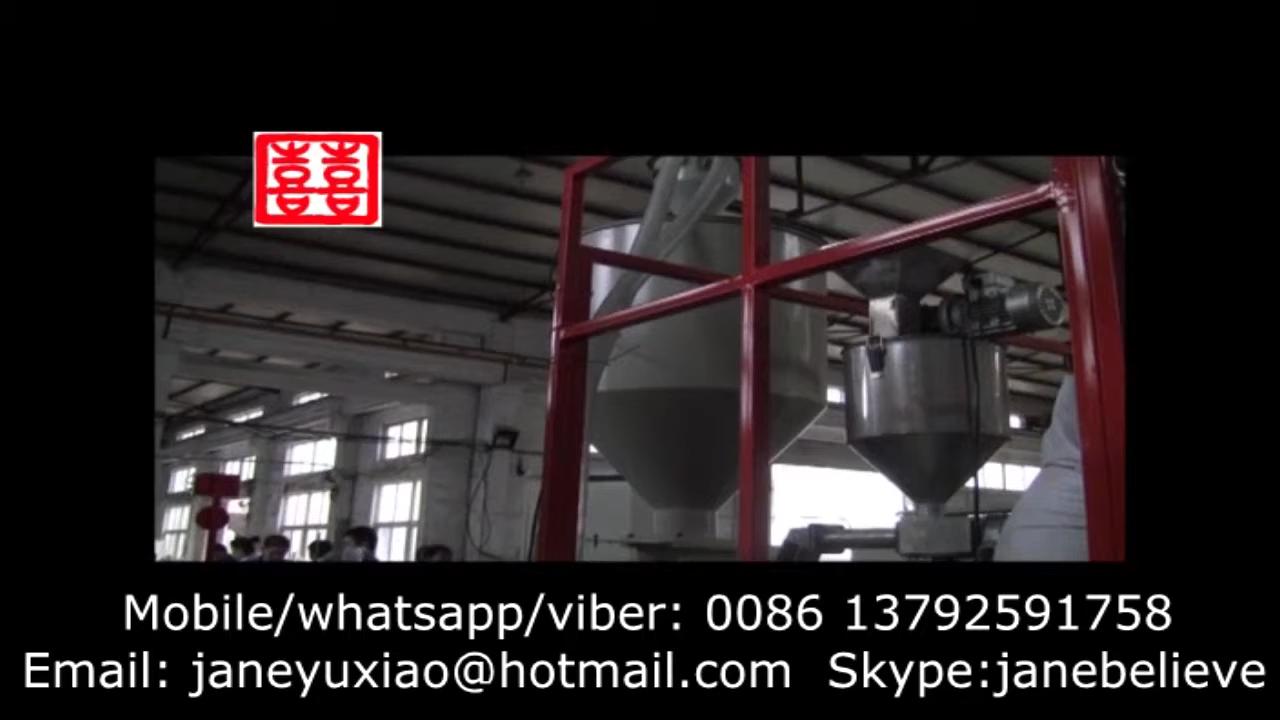 囍
Mobile/whatsapp/viber: 0086 13792591758
Email: janeyuxiao@hotmail.com  Skype:janebelieve